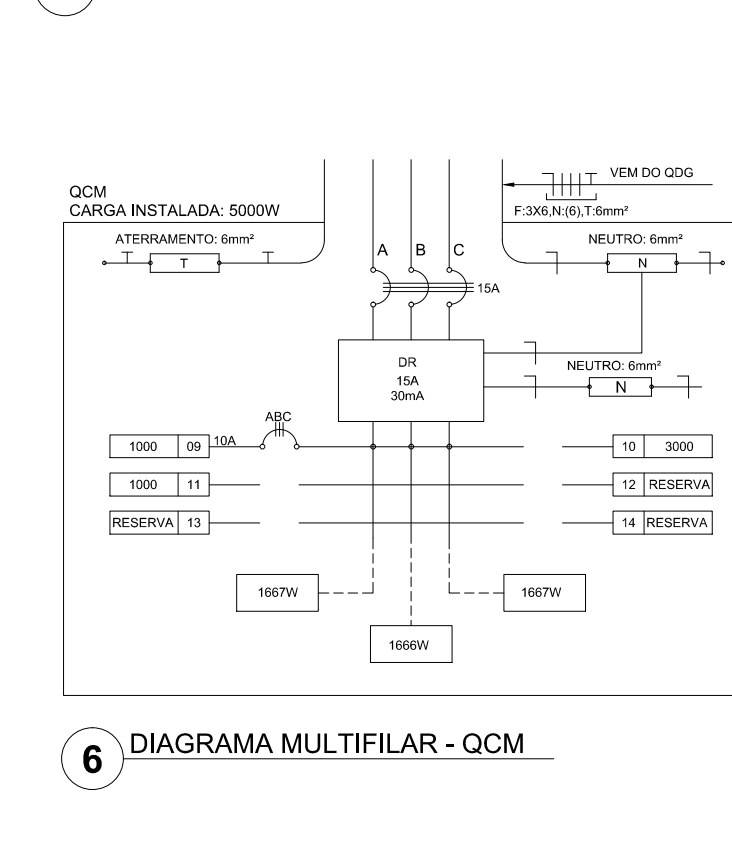 VEM DO QDG
F:3X6,N:(6),T:6mm²
QCM
CARGA INSTALADA: 5000W
ATERRAMENTO: 6mm²
T
A B C
NEUTRO: 6mm²
N
15A
DR
15A
30mA
NEUTRO: 6mm²
N
ABC
1000 09 10A
10 3000
1000 11
12 RESERVA
RESERVA 13
14 RESERVA
1667W
1667W
1666W
6 DIAGRAMA MULTIFILAR - QCM